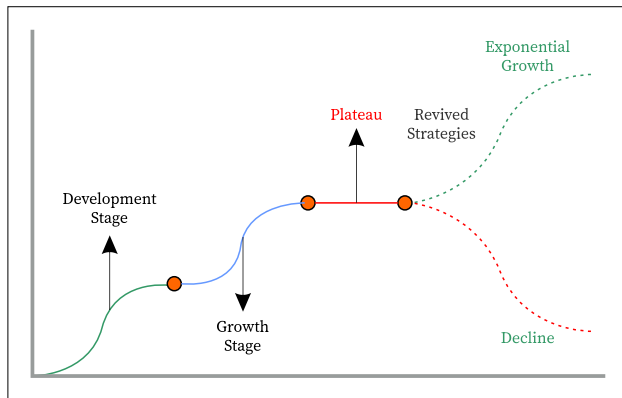 Exponential
Growth
Plateau
Revived
Strategies
Development
Stage
Growth
Stage
Decline